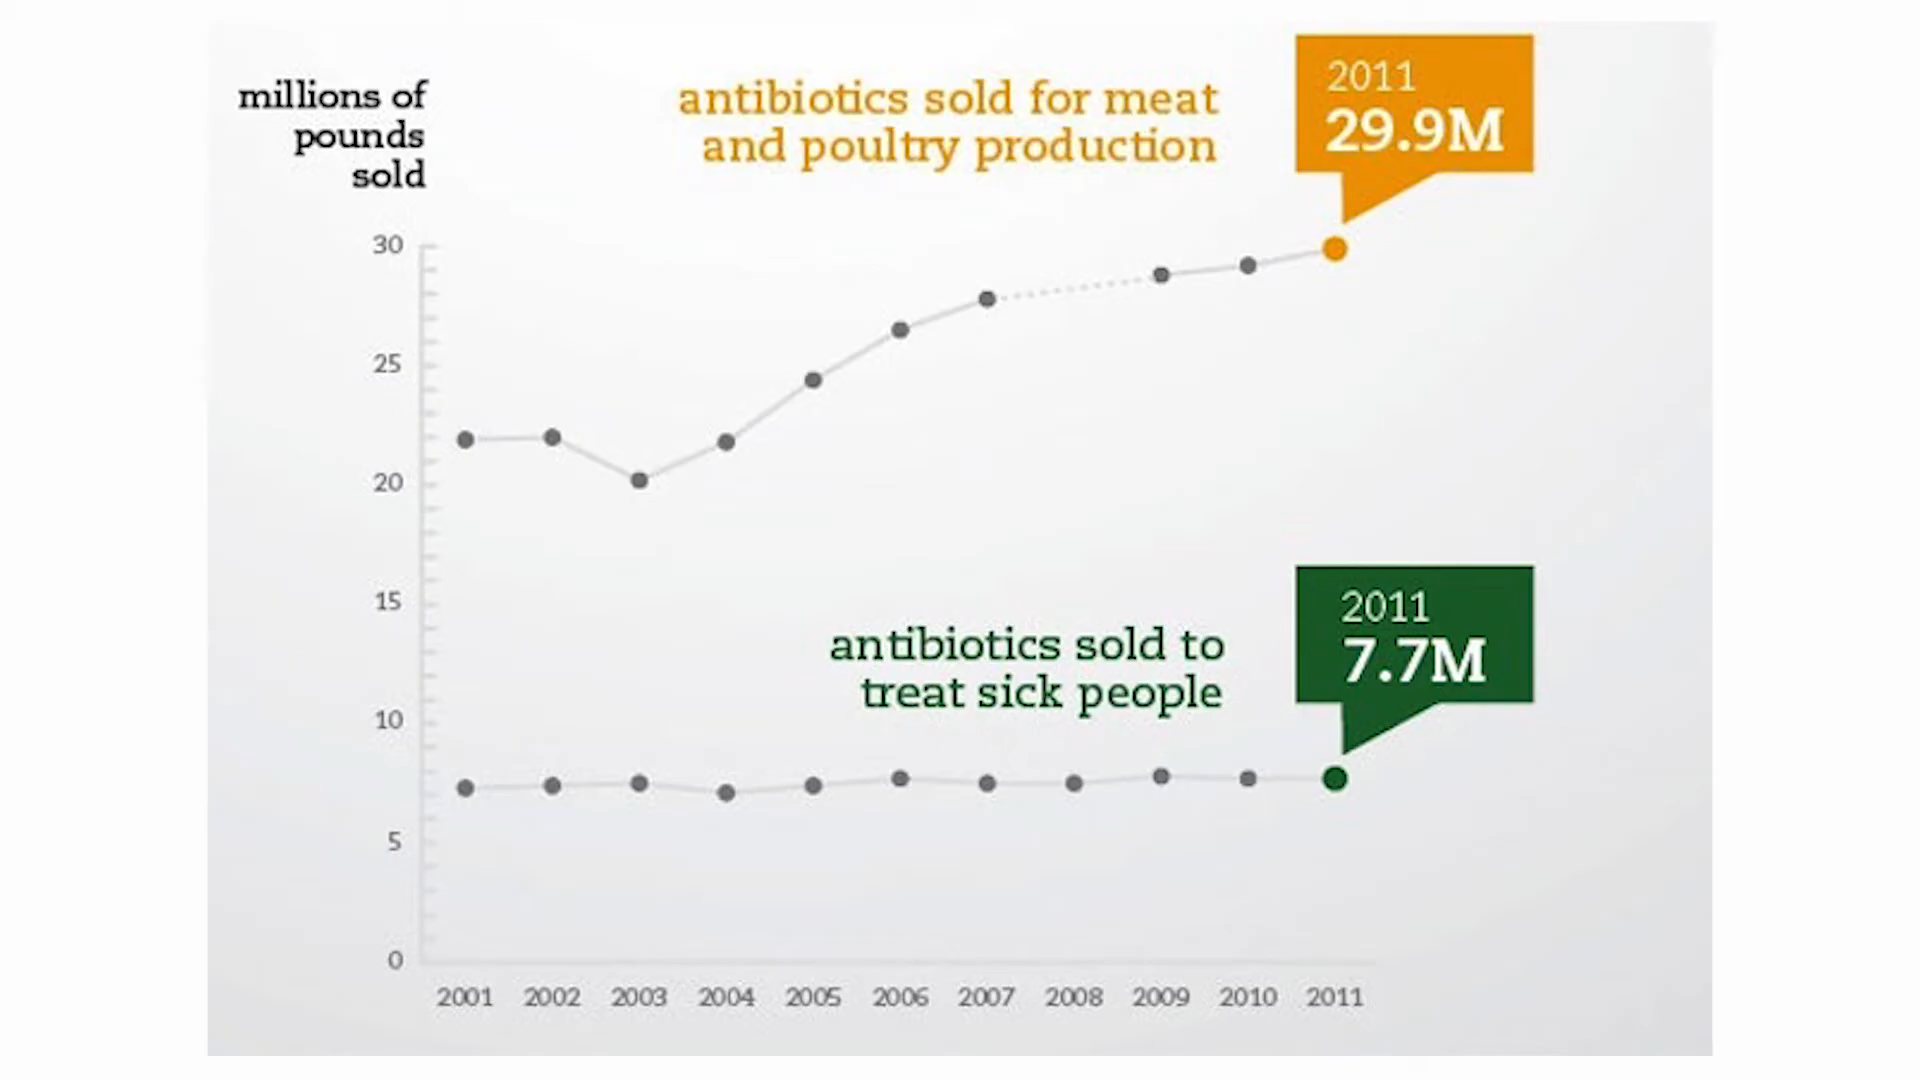 millions of
pounds
sold
antibiotics sold for meat
and poultry production
2011
29.9M
30
25
20
15
10
5
0
antibiotics sold to
treat sick people
2011
7.7M
2001 2002 2003 2004 2005 2006 2007 2008 2009 2010 2011